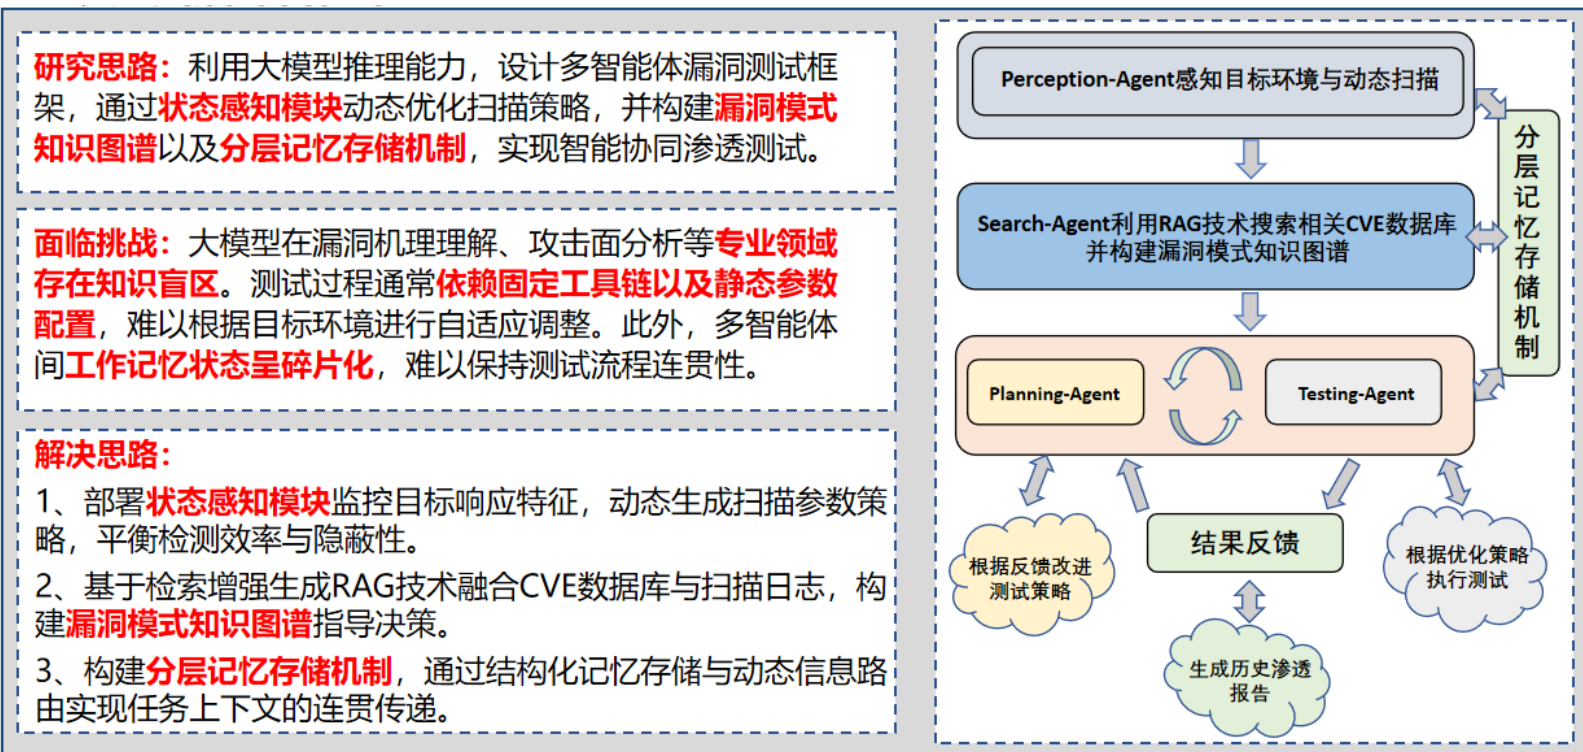 研究思路：利用大模型推理能力，设计多智能体漏洞测试框
架，通过状态感知模块动态优化扫描策略，并构建漏洞模式
知识图谱以及分层记忆存储机制，实现智能协同渗透测试。
面临挑战：大模型在漏洞机理理解、攻击面分析等专业领域
存在知识盲区。测试过程通常依赖固定工具链以及静态参数
配置，难以根据目标环境进行自适应调整。此外，多智能体
间工作记忆状态呈碎片化，难以保持测试流程连贯性。
解决思路：
1、部署状态感知模块监控目标响应特征，动态生成扫描参数策
略，平衡检测效率与隐蔽性。
2、基于检索增强生成RAG技术融合CVE数据库与扫描日志，构
建漏洞模式知识图谱指导决策。
3、构建分层记忆存储机制，通过结构化记忆存储与动态信息路
由实现任务上下文的连贯传递。
Perception-Agent感知目标环境与动态扫描
分层记忆存储机制
Search-Agent利用RAG技术搜索相关CVE数据库
并构建漏洞模式知识图谱
Planning-Agent
Testing-Agent
根据反馈改进
测试策略
结果反馈
根据优化策略
执行测试
生成历史渗透
报告